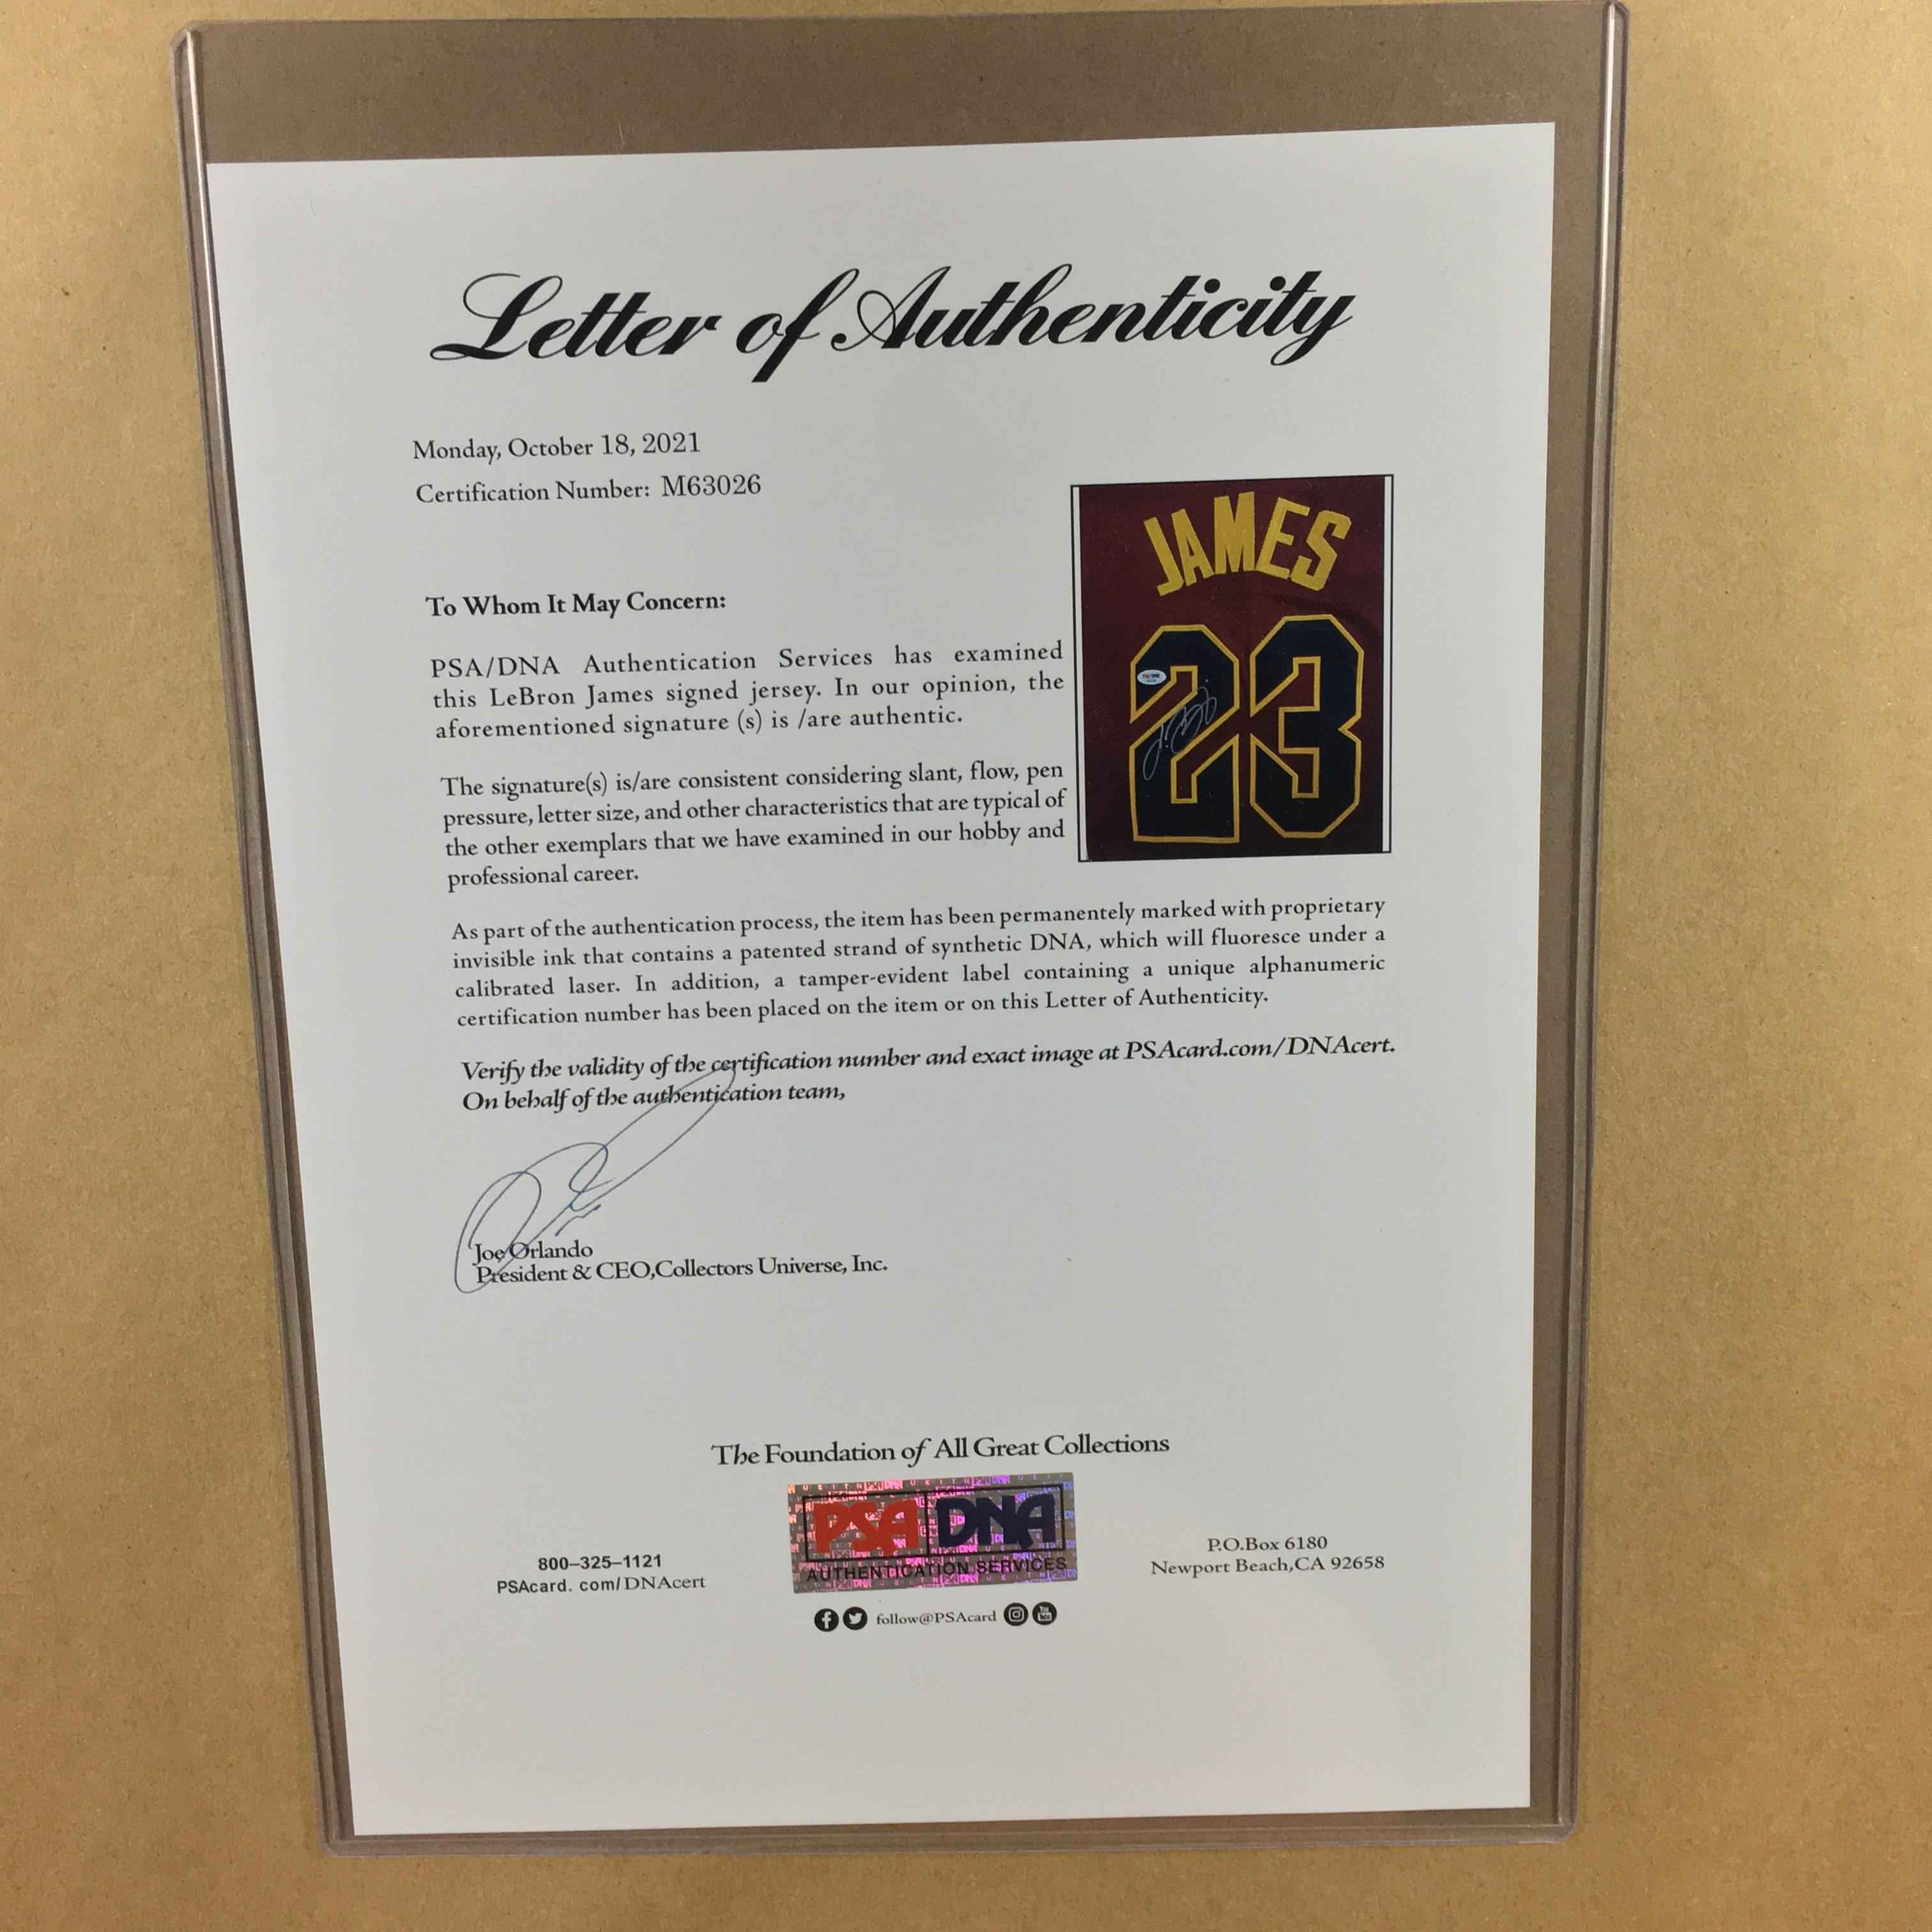 Letter of Authenticity
Monday, October 18, 2021
Certification Number: M63026
JAMES
23
To Whom It May Concern:
PSA/DNA Authentication Services has examined
this LeBron James signed jersey. In our opinion, the
aforementioned signature (s) is /are authentic.
The signature(s) is/are consistent considering slant, flow, pen
pressure, letter size, and other characteristics that are typical of
the other exemplars that we have examined in our hobby and
professional career.
As part of the authentication process, the item has been permanentely marked with proprietary
invisible ink that contains a patented strand of synthetic DNA, which will fluoresce under a
calibrated laser. In addition, a tamper-evident label containing a unique alphanumeric
certification number has been placed on the item or on this Letter of Authenticity.
Verify the validity of the certification number and exact image at PSAcard.com/DNAcert.
On behalf of the authentication team,
Joe Orlando
President & CEO,Collectors Universe, Inc.
The Foundation of All Great Collections
PSA DNA
AUTHENTICATION SERVICES
800-325-1121
PSAcard. com/DNAcert
P.O.Box 6180
Newport Beach,CA 92658
follow@PSAcard